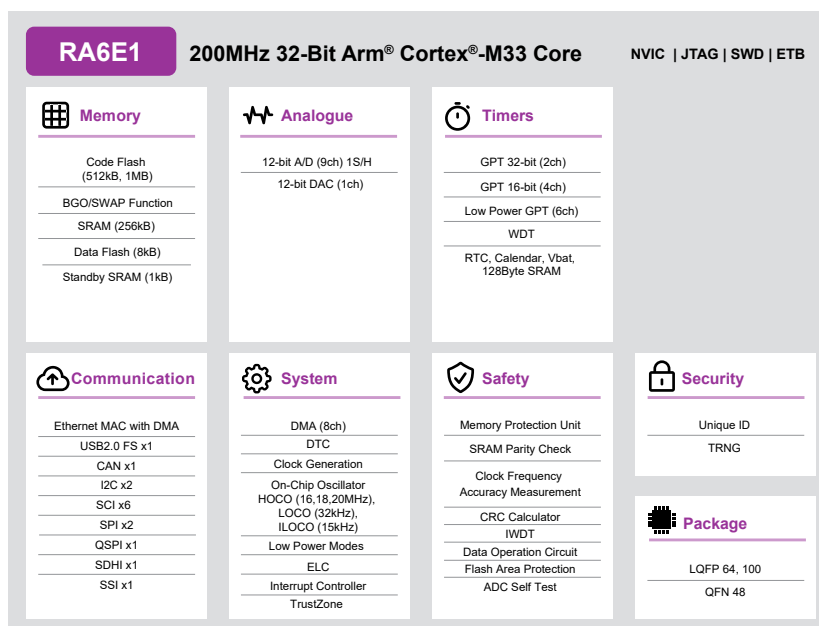 RA6E1
200MHz 32-Bit Arm® Cortex®-M33 Core
NVIC | JTAG | SWD | ETB
Memory
Code Flash
(512kB, 1MB)
BGO/SWAP Function
SRAM (256kB)
Data Flash (8kB)
Standby SRAM (1kB)
Analogue
12-bit A/D (9ch) 1S/H
12-bit DAC (1ch)
Timers
GPT 32-bit (2ch)
GPT 16-bit (4ch)
Low Power GPT (6ch)
WDT
RTC, Calendar, Vbat,
128Byte SRAM
Communication
Ethernet MAC with DMA
USB2.0 FS x1
CAN x1
I2C x2
SCI x6
SPI x2
QSPI x1
SDHI x1
SSI x1
System
DMA (8ch)
DTC
Clock Generation
On-Chip Oscillator
HOCO (16,18,20MHz),
LOCO (32kHz),
ILOCO (15kHz)
Low Power Modes
ELC
Interrupt Controller
TrustZone
Safety
Memory Protection Unit
SRAM Parity Check
Clock Frequency
Accuracy Measurement
CRC Calculator
IWDT
Data Operation Circuit
Flash Area Protection
ADC Self Test
Security
Unique ID
TRNG
Package
LQFP 64, 100
QFN 48